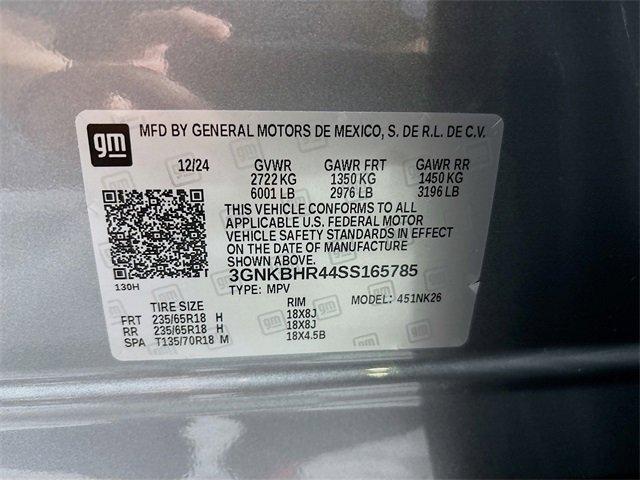 gm
MFD BY GENERAL MOTORS DE MEXICO, S. DE R.L. DE C.V.
12/24 GVWR GAWR FRT GAWR RR
2722 KG 1350 KG 1450 KG
6001 LB 2976 LB 3196 LB
THIS VEHICLE CONFORMS TO ALL
APPLICABLE U.S. FEDERAL MOTOR
VEHICLE SAFETY STANDARDS IN EFFECT
ON THE DATE OF MANUFACTURE
SHOWN ABOVE.
3GNKBHR44SS165785
130H TYPE: MPV MODEL: 451NK26
TIRE SIZE RIM
FRT 235/65R18 H 18X8J
RR 235/65R18 H 18X8J
SPA T135/70R18 M 18X4.5B